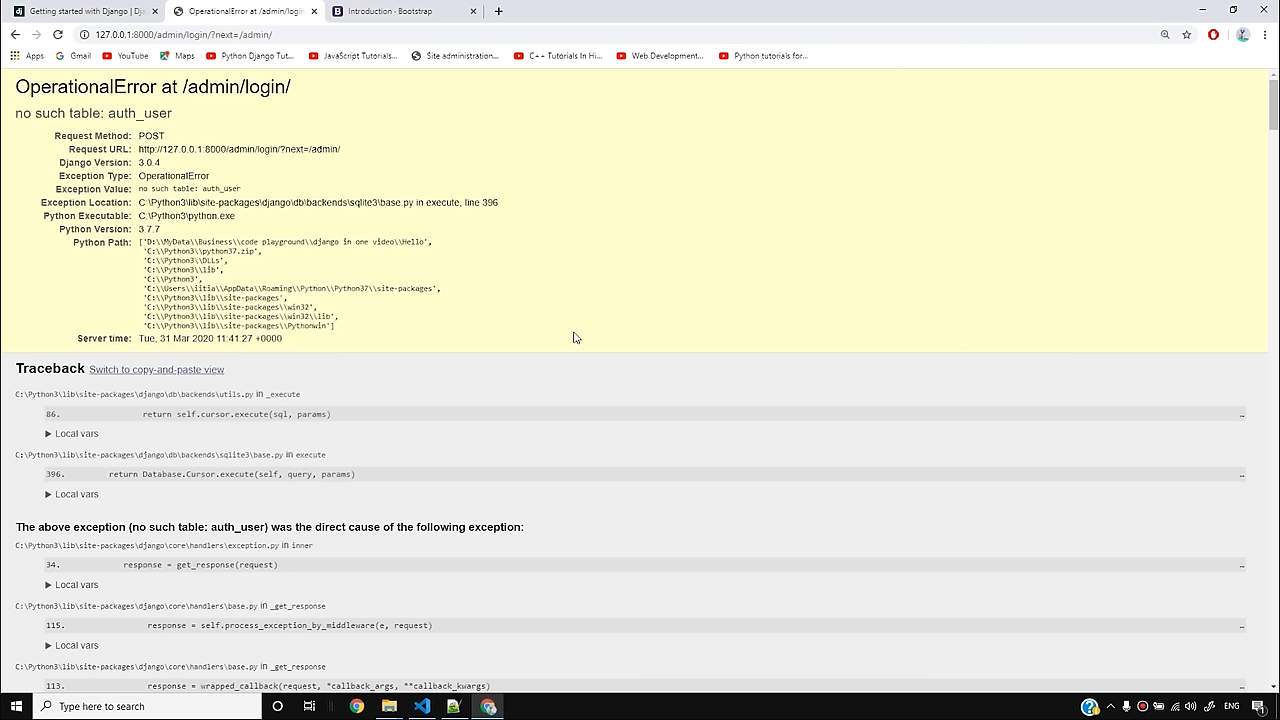 Getting started with Django | Dj
OperationalError at /admin/login
Introduction · Bootstrap
127.0.0.1:8000/admin/login/?next=/admin/
Apps
Gmail
YouTube
Maps
Python Django Tut...
JavaScript Tutorials...
Site administration...
C++ Tutorials In Hi...
Web Development...
Python tutorials for...
OperationalError at /admin/login/
no such table: auth_user
Request Method: POST
Request URL: http://127.0.0.1:8000/admin/login/?next=/admin/
Django Version: 3.0.4
Exception Type: OperationalError
Exception Value: no such table: auth_user
Exception Location: C:\Python3\lib\site-packages\django\db\backends\sqlite3\base.py in execute, line 396
Python Executable: C:\Python3\python.exe
Python Version: 3.7.7
Python Path: ['D:\\MyData\\Business\\code playground\\django in one video\\Hello',
'C:\\Python3\\python37.zip',
'C:\\Python3\\DLLs',
'C:\\Python3\\lib',
'C:\\Python3',
'C:\\Users\\iitia\\AppData\\Roaming\\Python\\Python37\\site-packages',
'C:\\Python3\\lib\\site-packages',
'C:\\Python3\\lib\\site-packages\\win32',
'C:\\Python3\\lib\\site-packages\\win32\\lib',
'C:\\Python3\\lib\\site-packages\\Pythonwin']
Server time: Tue, 31 Mar 2020 11:41:27 +0000
Traceback Switch to copy-and-paste view
C:\Python3\lib\site-packages\django\db\backends\utils.py in _execute
86. return self.cursor.execute(sql, params) …
▶ Local vars
C:\Python3\lib\site-packages\django\db\backends\sqlite3\base.py in execute
396. return Database.Cursor.execute(self, query, params) …
▶ Local vars
The above exception (no such table: auth_user) was the direct cause of the following exception:
C:\Python3\lib\site-packages\django\core\handlers\exception.py in inner
34. response = get_response(request) …
▶ Local vars
C:\Python3\lib\site-packages\django\core\handlers\base.py in _get_response
115. response = self.process_exception_by_middleware(e, request) …
▶ Local vars
C:\Python3\lib\site-packages\django\core\handlers\base.py in _get_response
113. response = wrapped_callback(request, *callback_args, **callback_kwargs) …
Type here to search
ENG